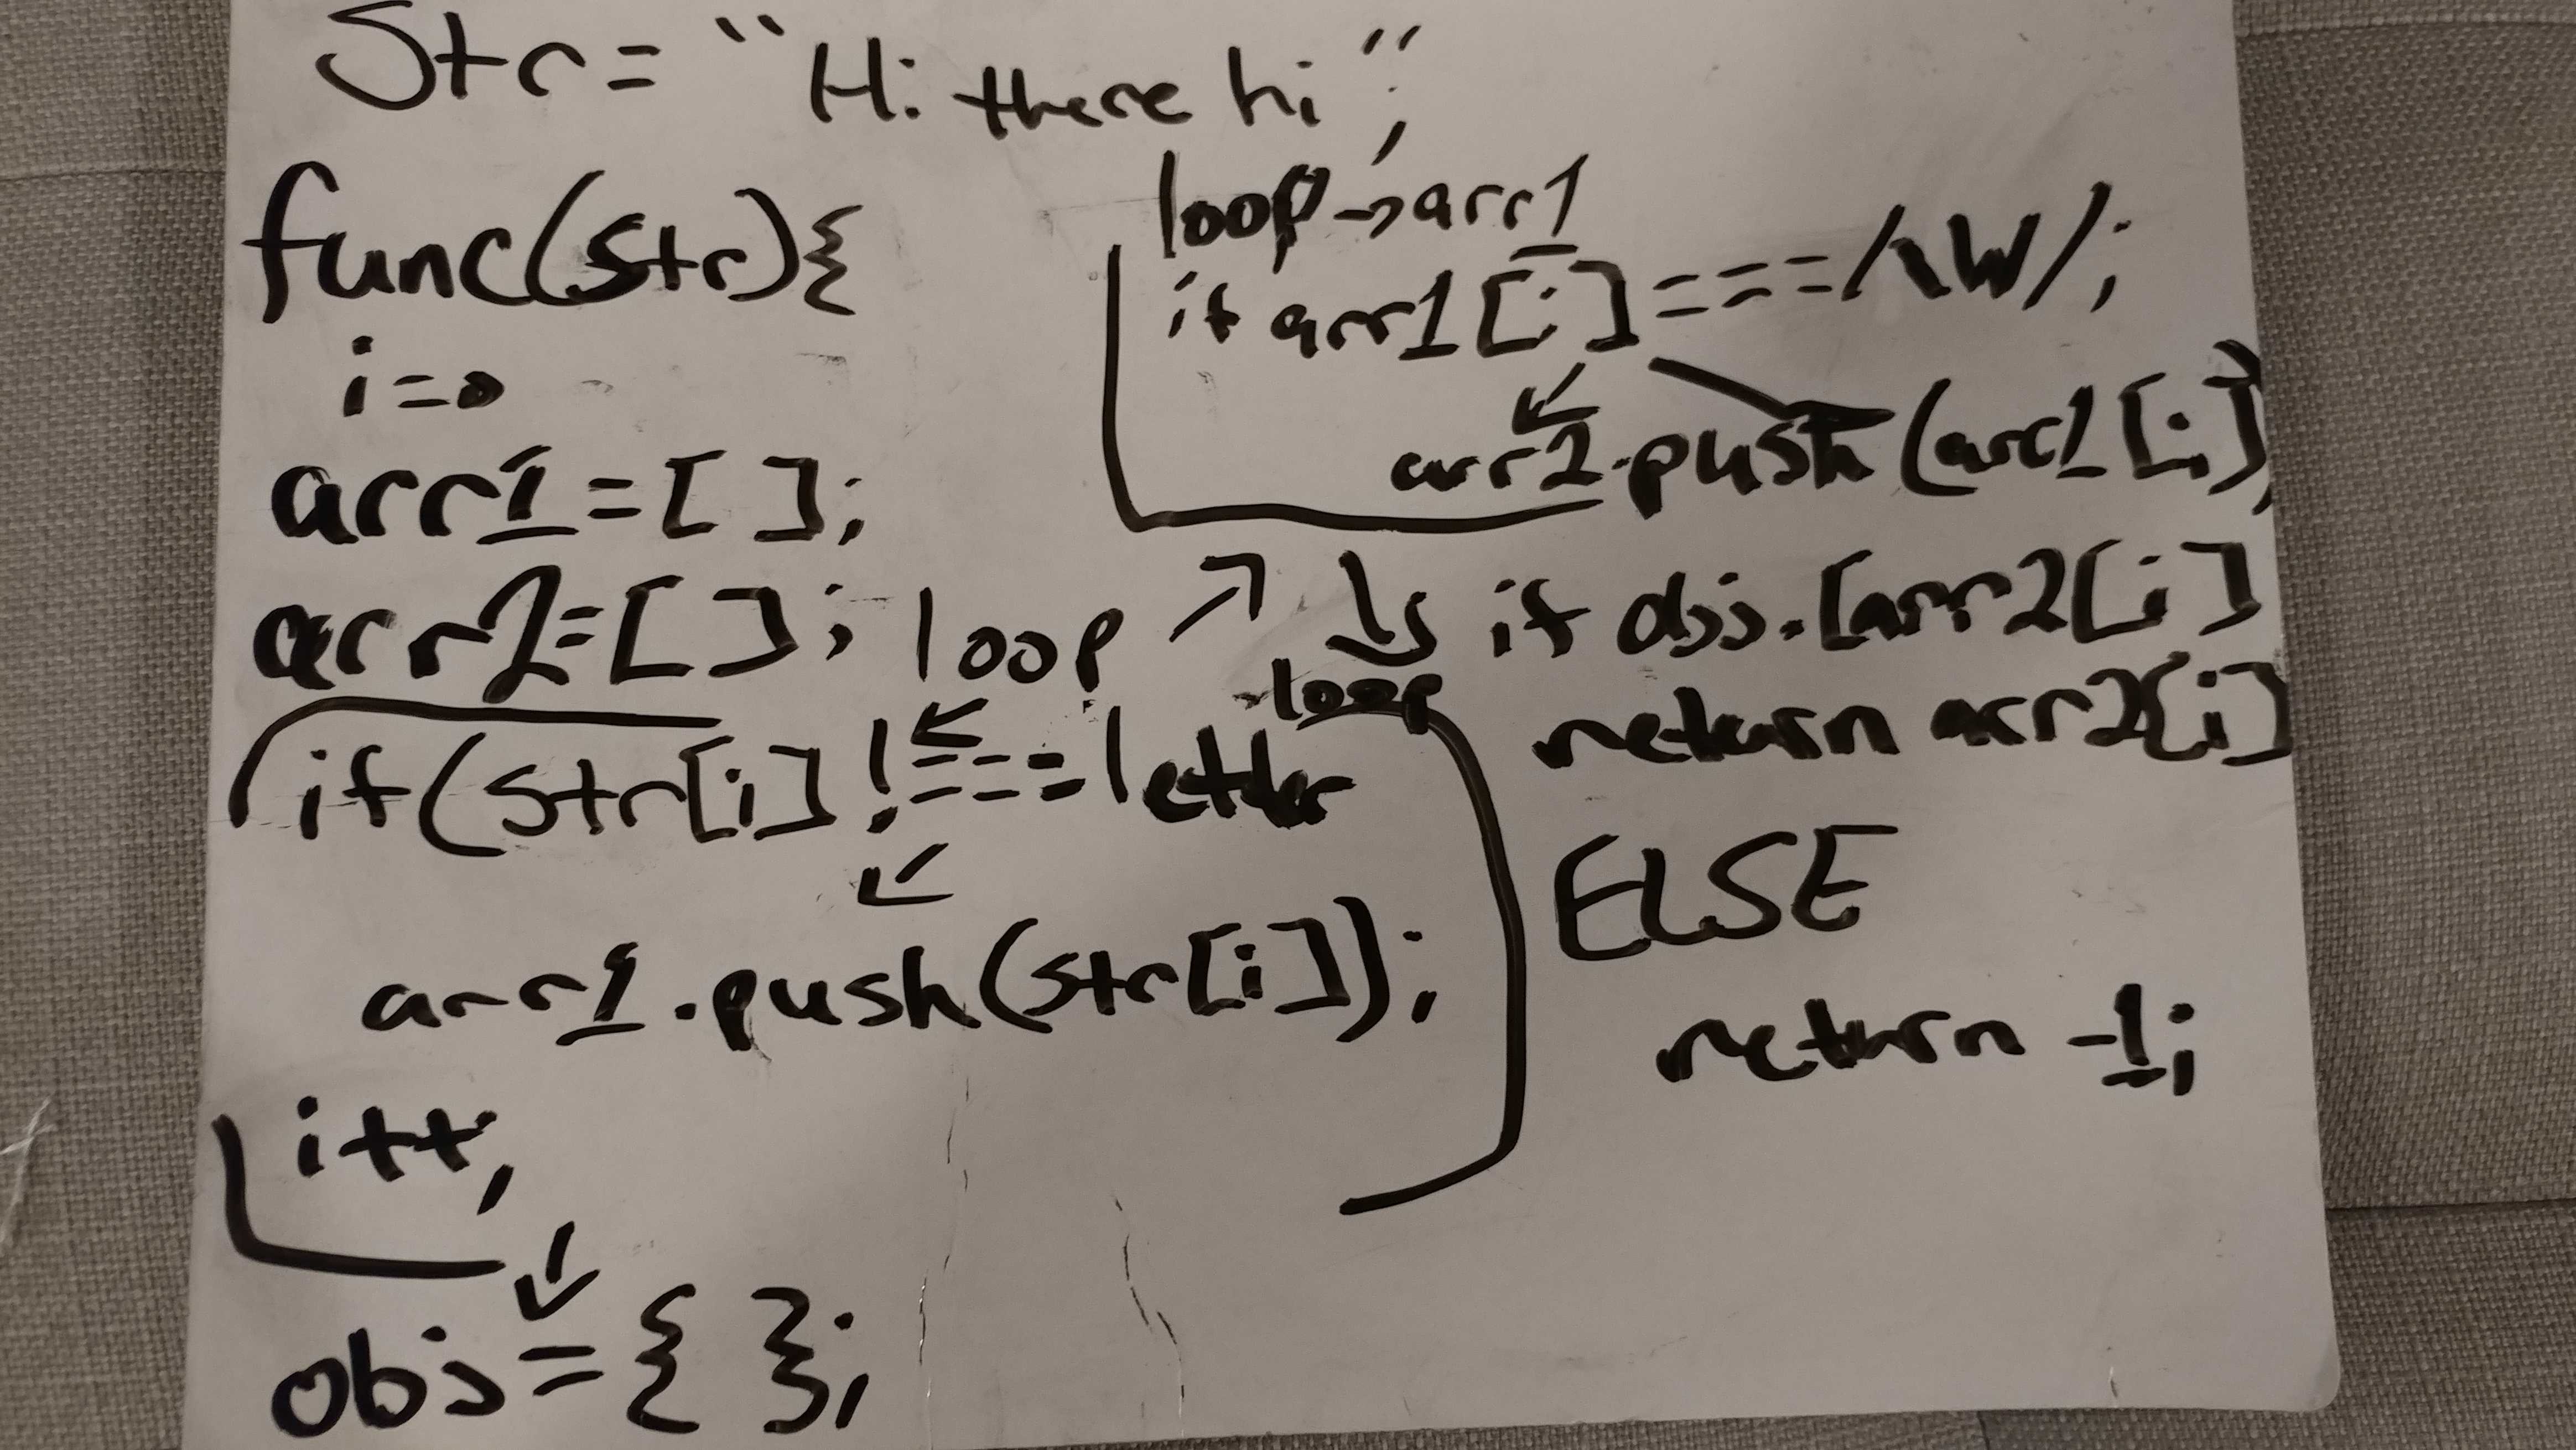 Str = "Hi there hi";
func(str){
i=0
arr1=[ ];
arr2=[ ]; loop
if(str[i] !===letter
arr1.push(str[i]);
i++;
obj={ };
loop→arr1
if arr1[i]===/\W/;
arr2.push(arr1[i]);
loop
if obj.[arr2[i]
return arr2[i]
ELSE
return -1;